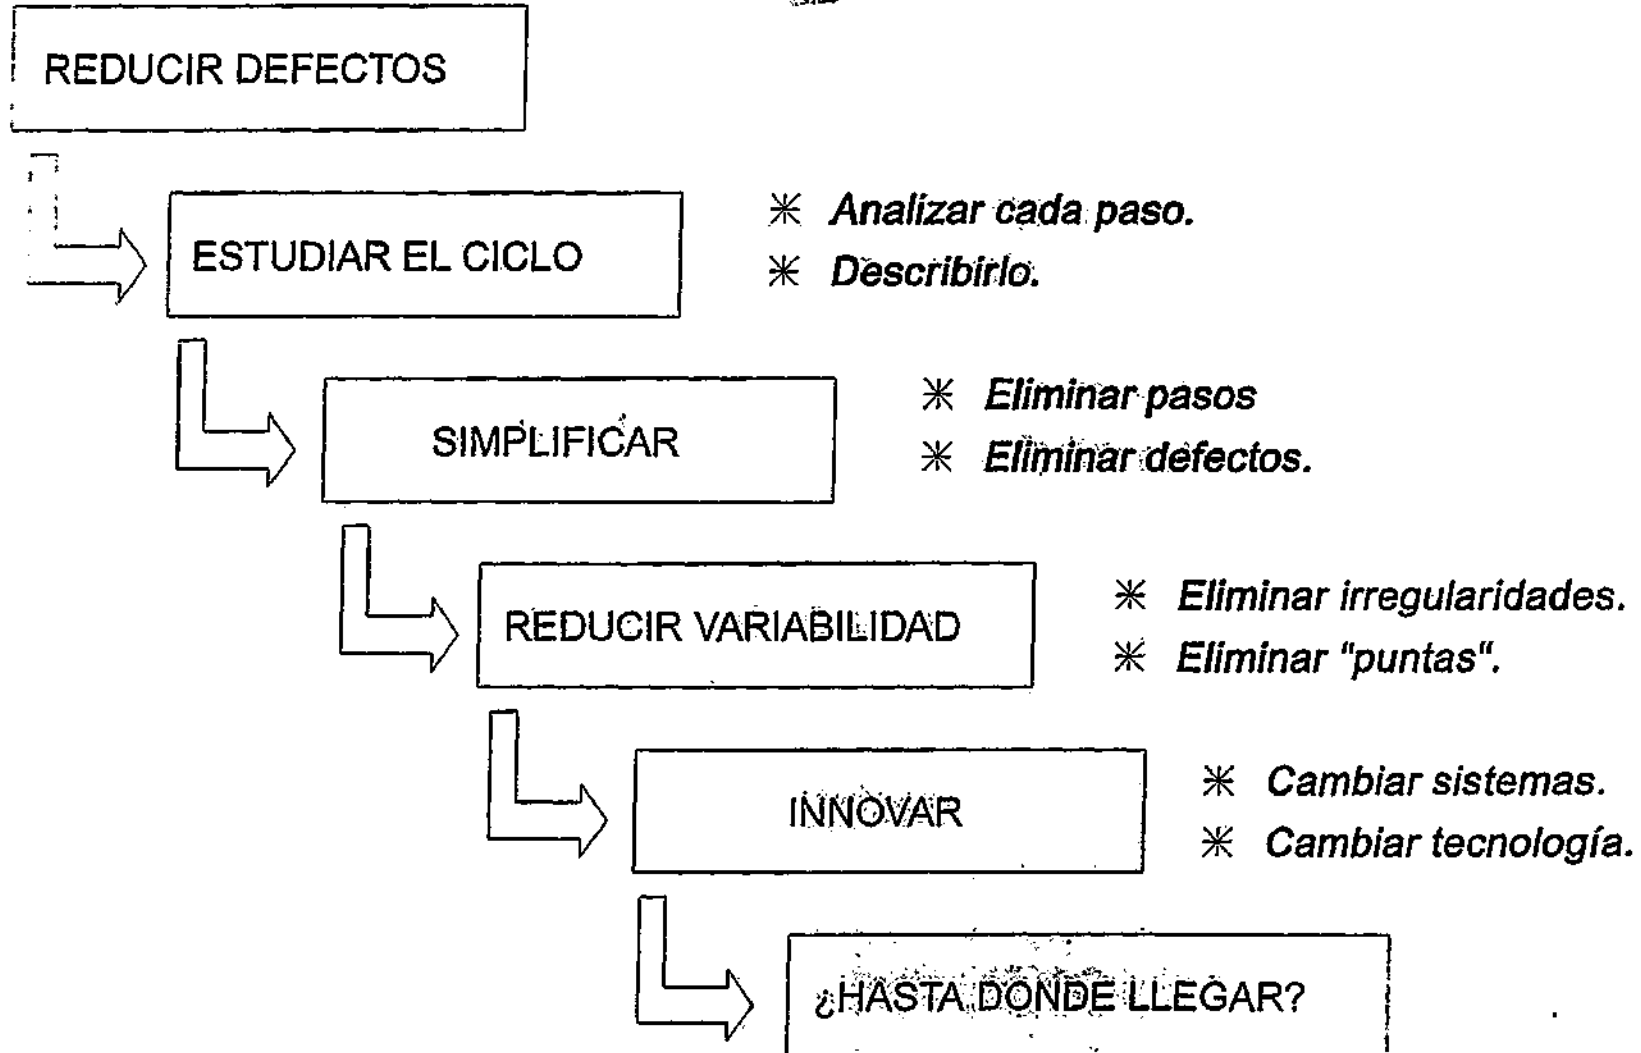 REDUCIR DEFECTOS
ESTUDIAR EL CICLO
✳ Analizar cada paso.
✳ Describirlo.
SIMPLIFICAR
✳ Eliminar pasos
✳ Eliminar defectos.
REDUCIR VARIABILIDAD
✳ Eliminar irregularidades.
✳ Eliminar "puntas".
INNOVAR
✳ Cambiar sistemas.
✳ Cambiar tecnología.
¿HASTA DONDE LLEGAR?